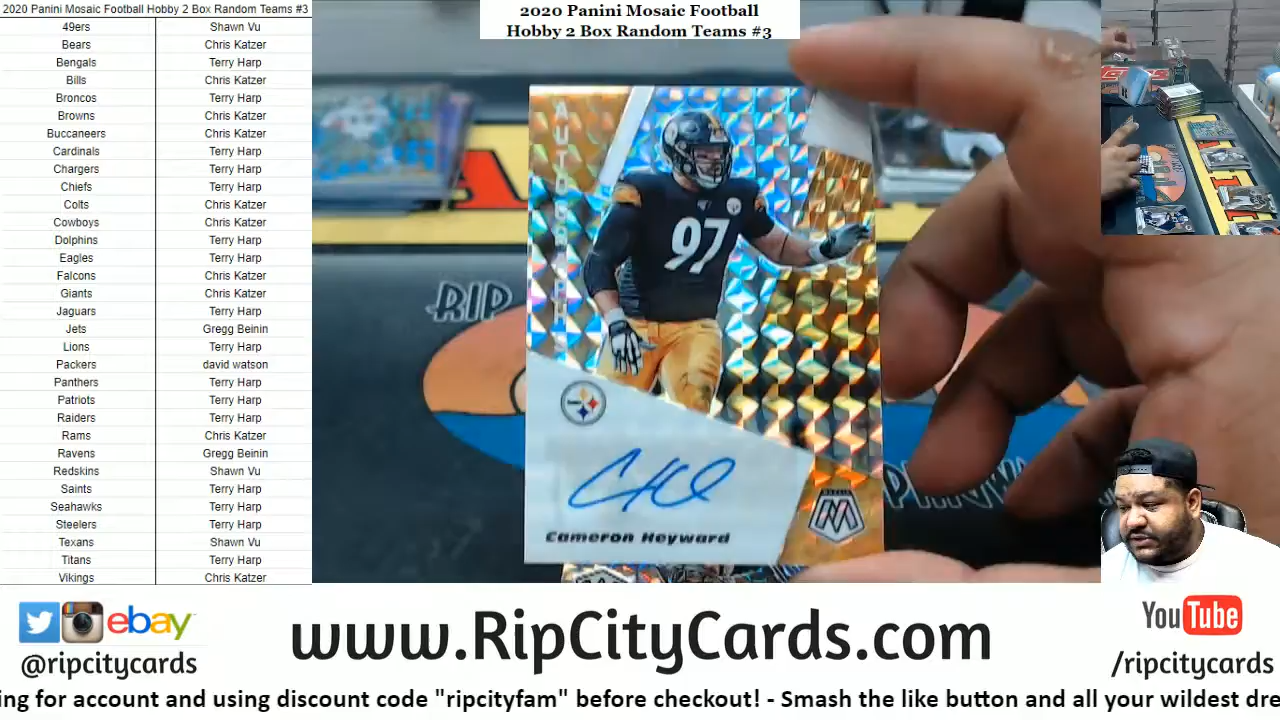 2020 Panini Mosaic Football Hobby 2 Box Random Teams #3
49ers Shawn Vu
Bears Chris Katzer
Bengals Terry Harp
Bills Chris Katzer
Broncos Terry Harp
Browns Chris Katzer
Buccaneers Chris Katzer
Cardinals Terry Harp
Chargers Terry Harp
Chiefs Terry Harp
Colts Chris Katzer
Cowboys Chris Katzer
Dolphins Terry Harp
Eagles Terry Harp
Falcons Chris Katzer
Giants Chris Katzer
Jaguars Terry Harp
Jets Gregg Beinin
Lions Terry Harp
Packers david watson
Panthers Terry Harp
Patriots Terry Harp
Raiders Terry Harp
Rams Chris Katzer
Ravens Gregg Beinin
Redskins Shawn Vu
Saints Terry Harp
Seahawks Terry Harp
Steelers Terry Harp
Texans Shawn Vu
Titans Terry Harp
Vikings Chris Katzer
2020 Panini Mosaic Football
Hobby 2 Box Random Teams #3
97
Steelers
Cameron Heyward
MOSAIC
RIP
ebay
@ripcitycards
www.RipCityCards.com
YouTube
/ripcitycards
ing for account and using discount code "ripcityfam" before checkout! - Smash the like button and all your wildest dre